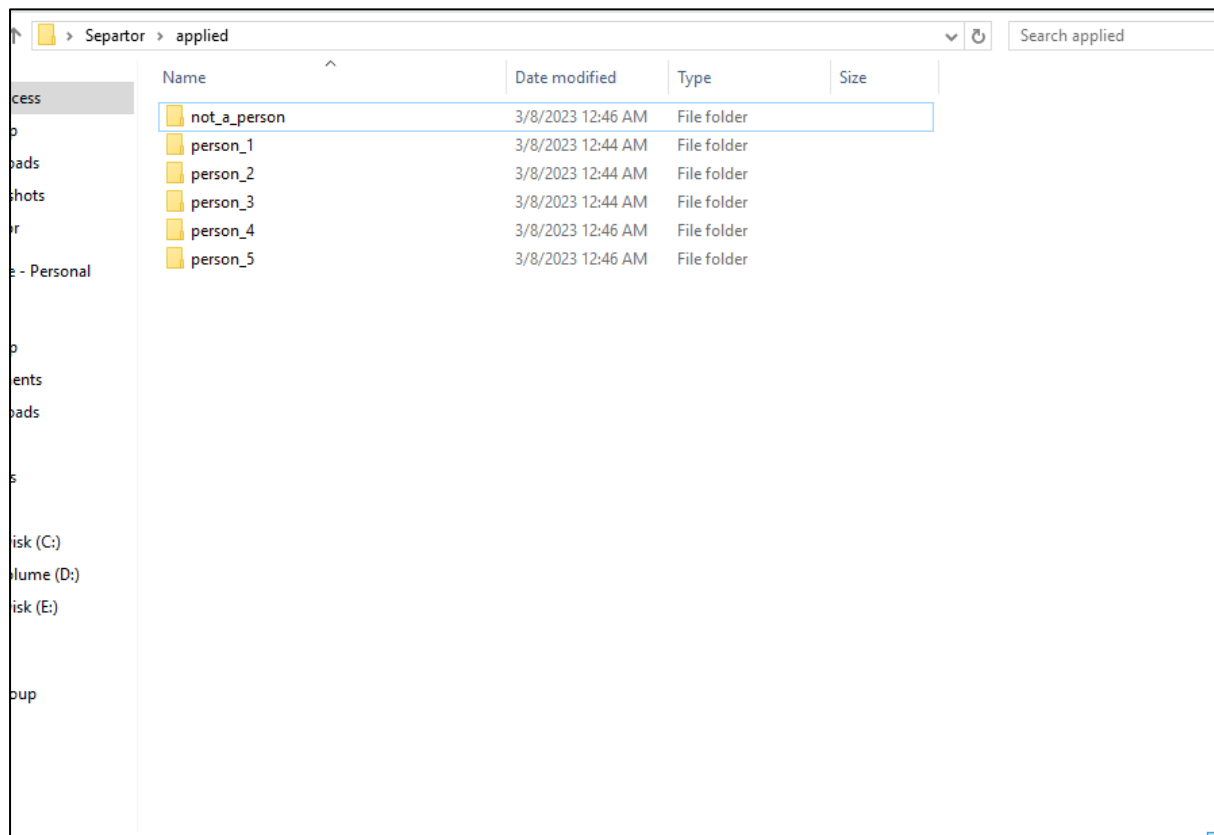 Separtor > applied
Search applied
Name Date modified Type Size
not_a_person 3/8/2023 12:46 AM File folder
person_1 3/8/2023 12:44 AM File folder
person_2 3/8/2023 12:44 AM File folder
person_3 3/8/2023 12:44 AM File folder
person_4 3/8/2023 12:46 AM File folder
person_5 3/8/2023 12:46 AM File folder
cess
p
oads
shots
or
e - Personal
p
ents
oads
s
isk (C:)
olume (D:)
isk (E:)
oup